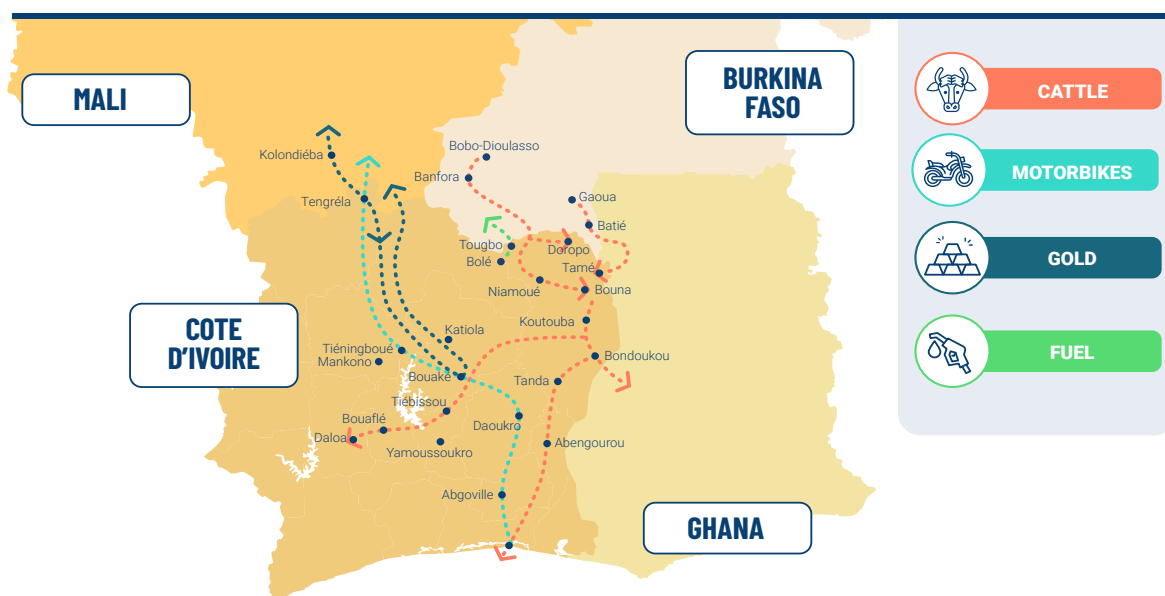 MALI
BURKINA
FASO
COTE
D'IVOIRE
GHANA
Kolondiéba
Tengréla
Bobo-Dioulasso
Banfora
Gaoua
Batié
Tougbo
Bolé
Doropo
Tamé
Niamoué
Bouna
Koutouba
Katiola
Tiéningboué
Mankono
Bouaké
Bondoukou
Tanda
Tiébissou
Bouaflé
Daoukro
Daloa
Yamoussoukro
Abengourou
Abgoville
CATTLE
MOTORBIKES
GOLD
FUEL